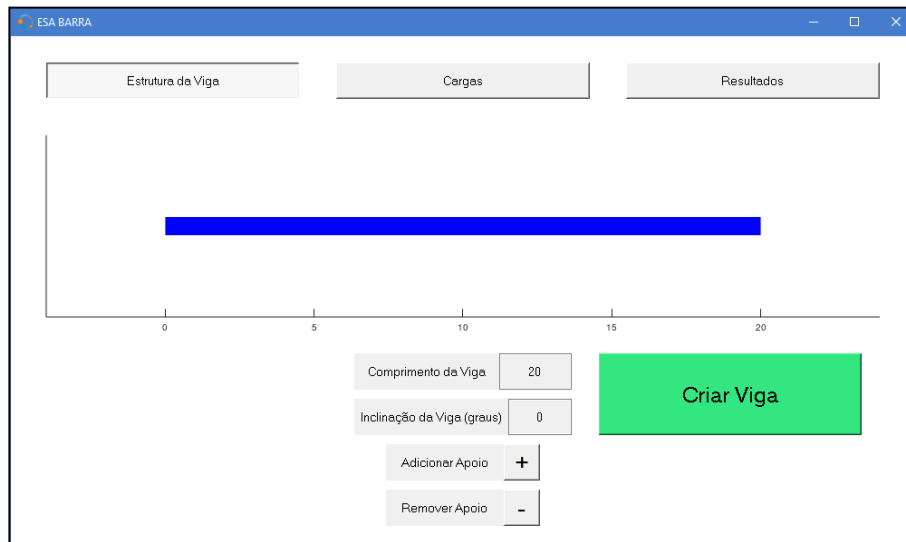 ESA BARRA
Estrutura da Viga Cargas Resultados
0 5 10 15 20
Comprimento da Viga 20
Criar Viga
Inclinação da Viga (graus) 0
Adicionar Apoio +
Remover Apoio -